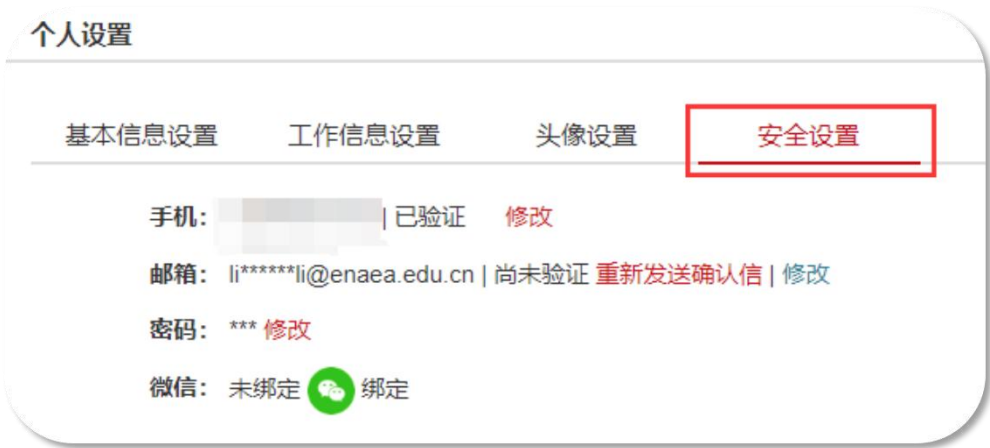 个人设置
基本信息设置 工作信息设置 头像设置 安全设置
手机： | 已验证 修改
邮箱： li******li@enaea.edu.cn | 尚未验证 重新发送确认信 | 修改
密码： *** 修改
微信： 未绑定 绑定